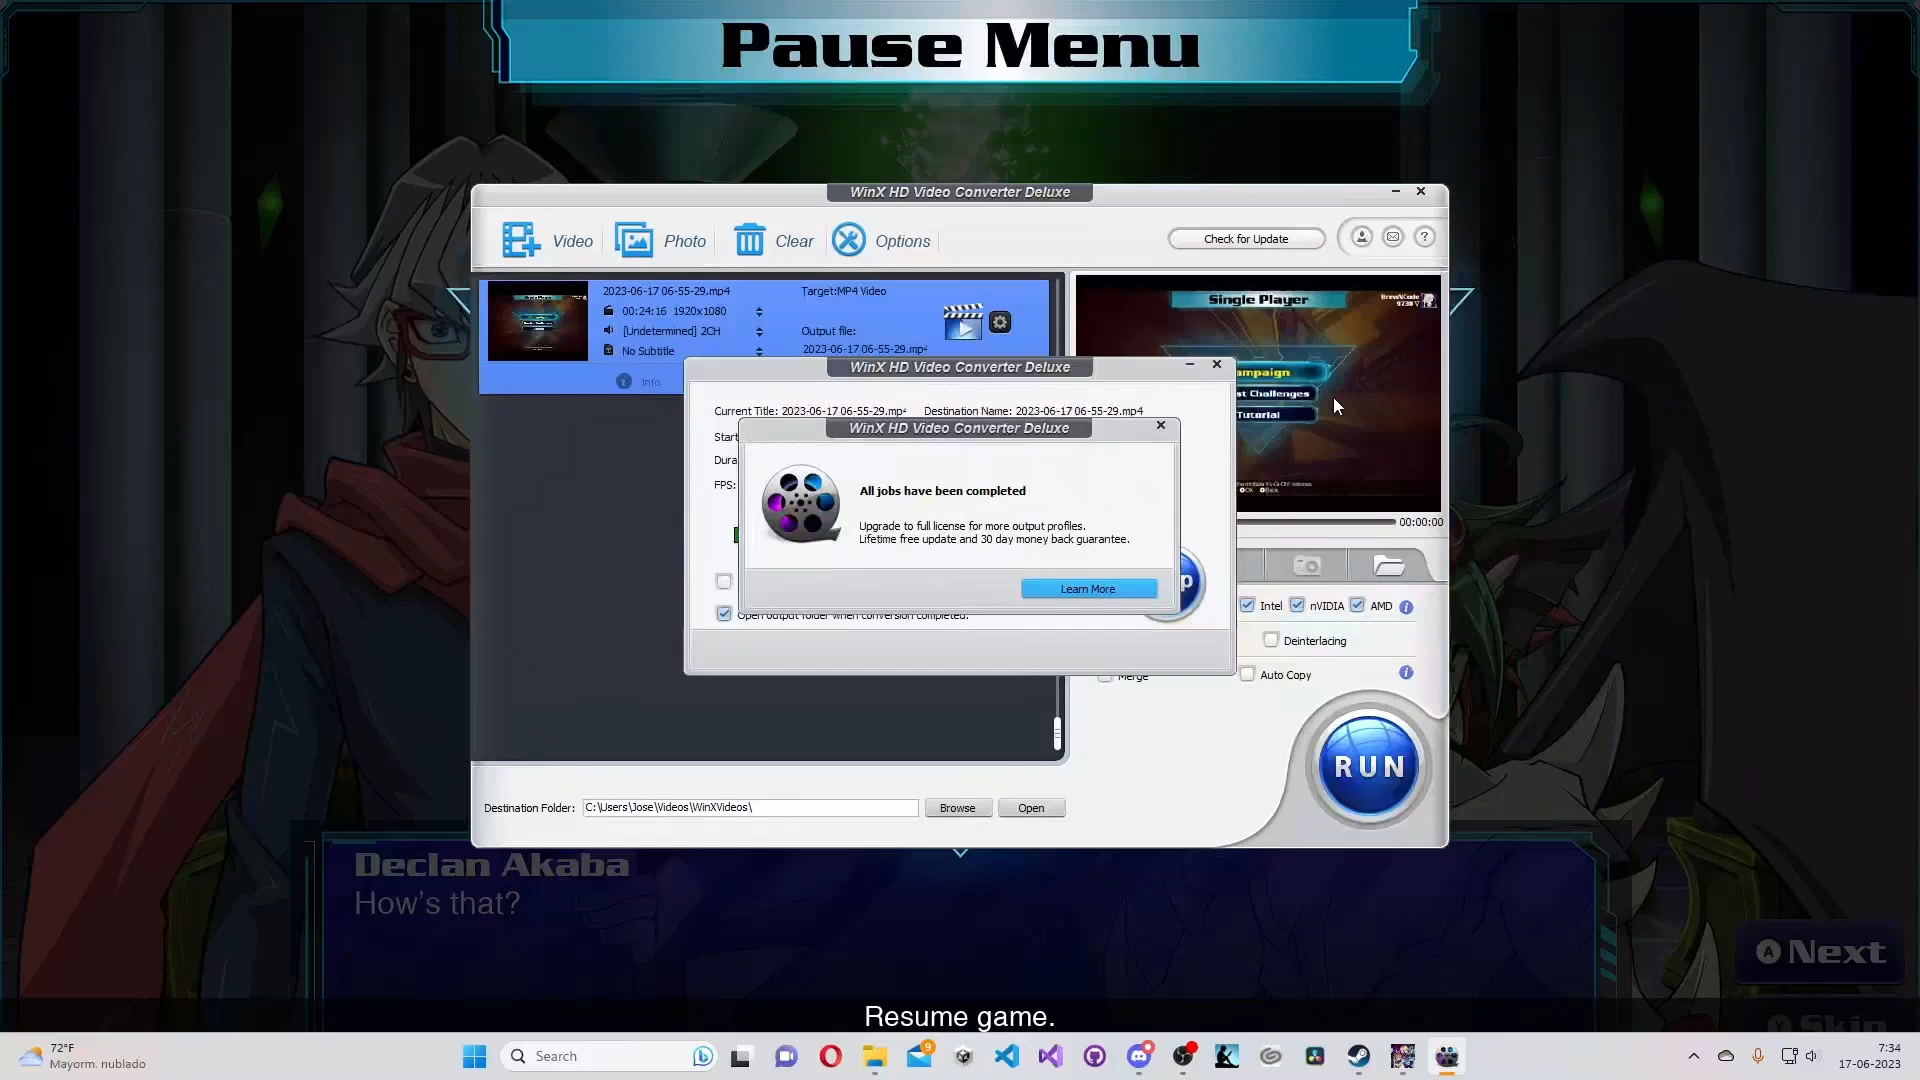 Pause Menu
WinX HD Video Converter Deluxe
Video
Photo
Clear
Options
Check for Update
2023-06-17 06-55-29.mp4
Target:MP4 Video
00:24:16 1920x1080
[Undetermined] 2CH
Output file:
No Subtitle
2023-06-17 06-55-29.mp4
Info
Single Player
Tutorial
OK Back
00:00:00
WinX HD Video Converter Deluxe
Current Title: 2023-06-17 06-55-29.mp4 Destination Name: 2023-06-17 06-55-29.mp4
Start
Dura
FPS:
WinX HD Video Converter Deluxe
All jobs have been completed
Upgrade to full license for more output profiles.
Lifetime free update and 30 day money back guarantee.
Learn More
Open output folder when conversion completed.
Intel nVIDIA AMD
Deinterlacing
Merge
Auto Copy
RUN
Destination Folder: C:\Users\Jose\Videos\WinXVideos\
Browse
Open
Declan Akaba
How's that?
A Next
Skip
Resume game.
72°F
Mayorm. nublado
Search
9
7:34
17-06-2023